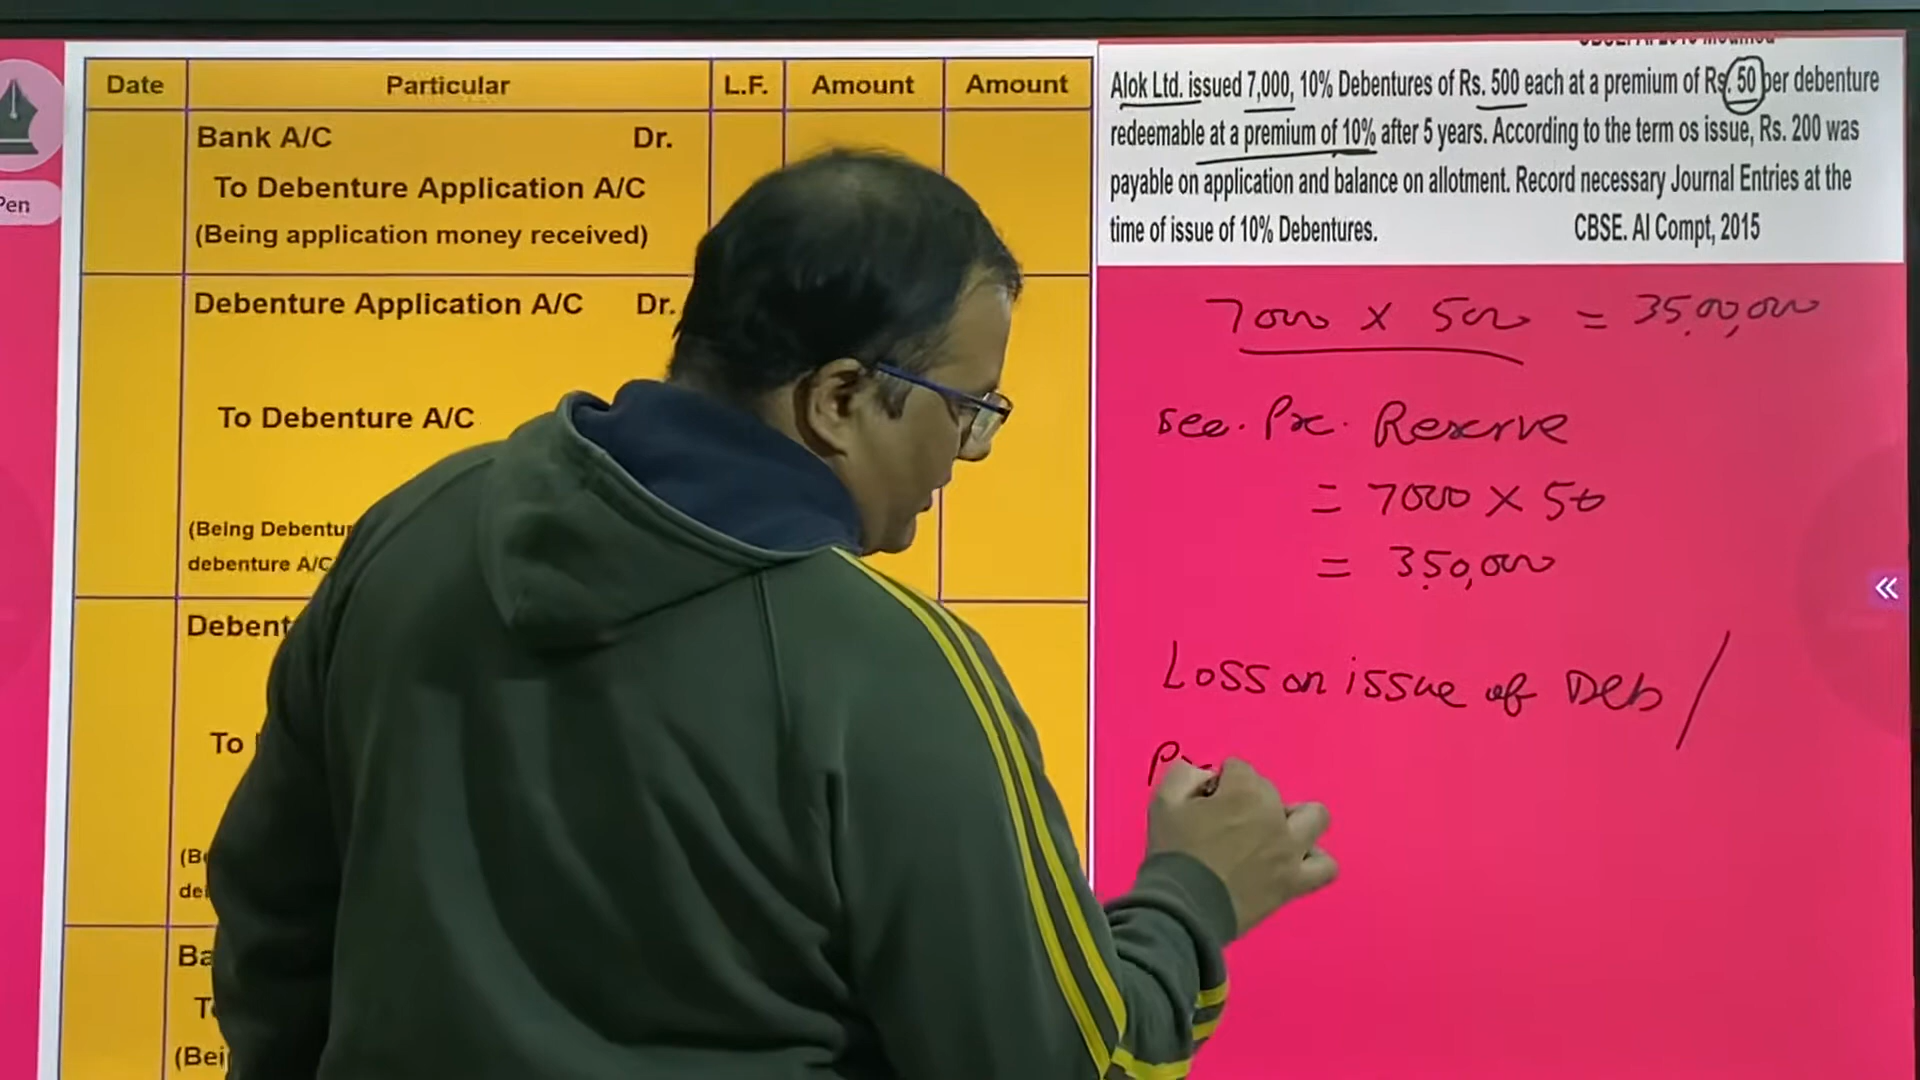 Date Particular L.F. Amount Amount
Bank A/C Dr.
To Debenture Application A/C
(Being application money received)
Debenture Application A/C Dr.
To Debenture A/C
(Being
debenture A/C
To
(Bei
Pen
Alok Ltd. issued 7,000, 10% Debentures of Rs. 500 each at a premium of Rs. 50 per debenture
redeemable at a premium of 10% after 5 years. According to the term os issue, Rs. 200 was
payable on application and balance on allotment. Record necessary Journal Entries at the
time of issue of 10% Debentures. CBSE. AI Compt, 2015
7000 x 500 = 35,00,000
Sec. Pr. Reserve
= 7000 x 50
= 350,000
Loss on issue of Deb /
Pr